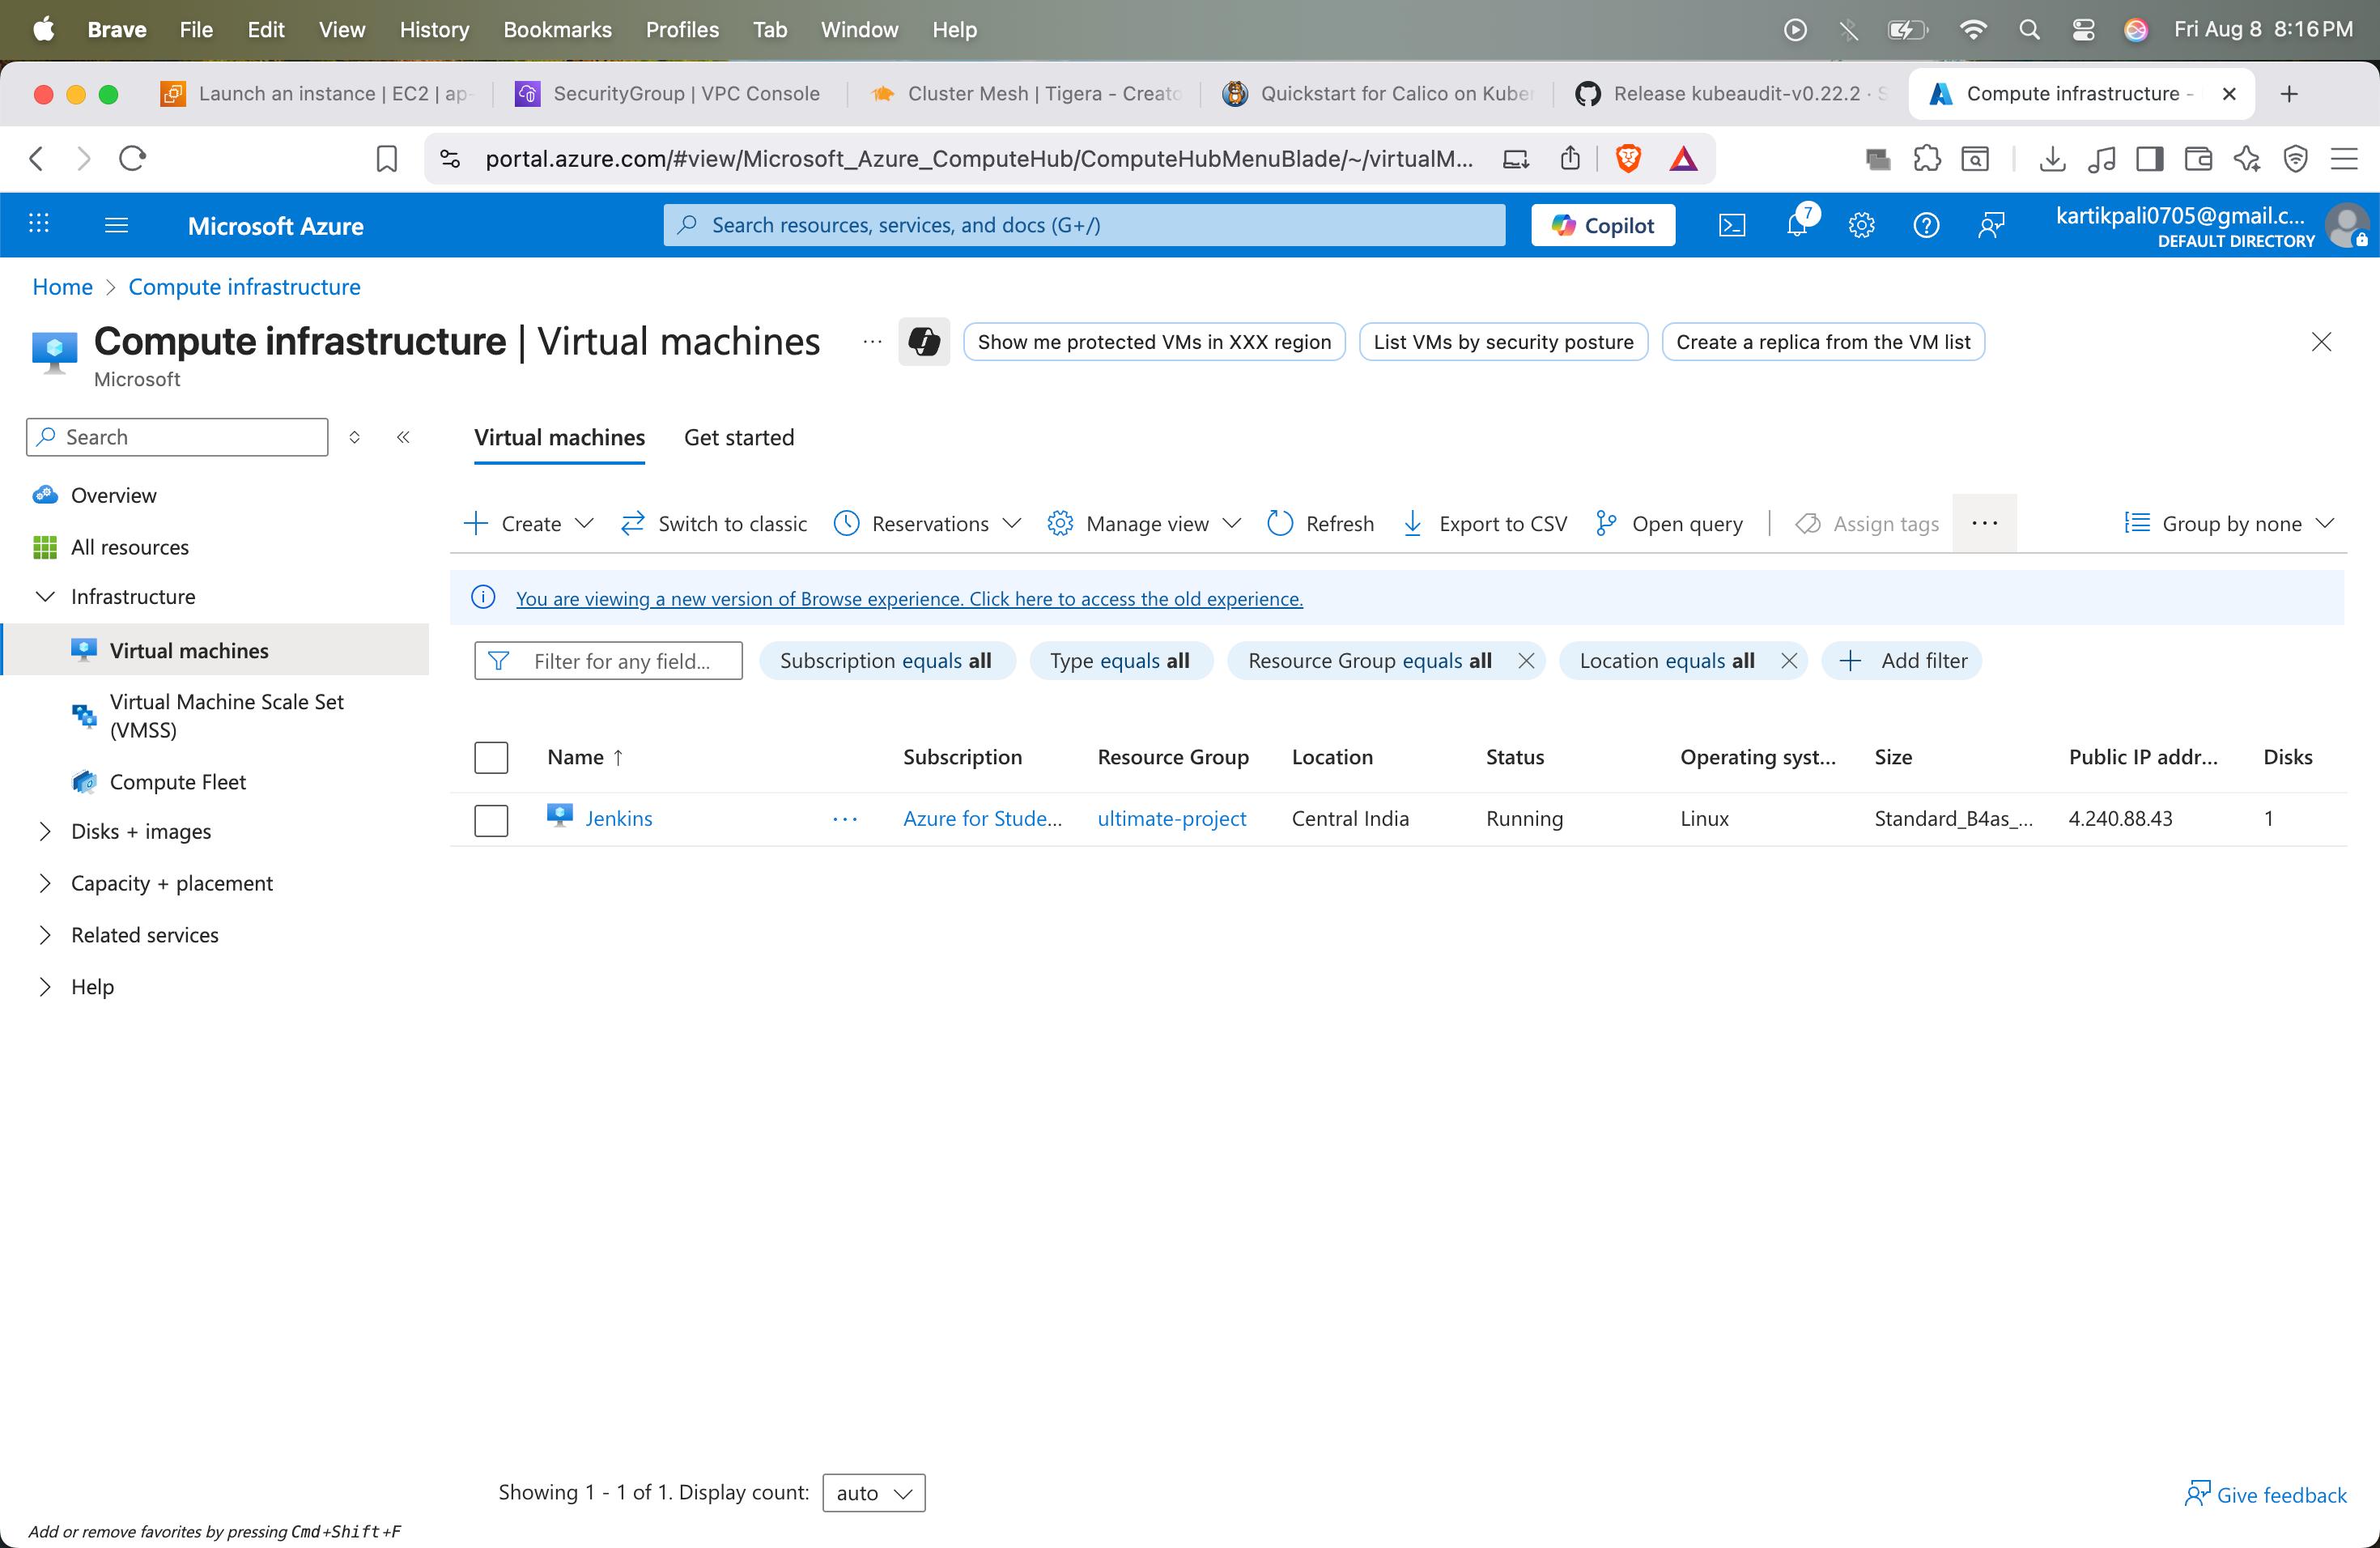 Brave File Edit View History Bookmarks Profiles Tab Window Help Fri Aug 8 8:16 PM
Launch an instance | EC2 | ap- SecurityGroup | VPC Console Cluster Mesh | Tigera - Creato Quickstart for Calico on Kuber Release kubeaudit-v0.22.2 · S Compute infrastructure -
portal.azure.com/#view/Microsoft_Azure_ComputeHub/ComputeHubMenuBlade/~/virtualM...
Microsoft Azure Search resources, services, and docs (G+/) Copilot 7 kartikpali0705@gmail.c...
DEFAULT DIRECTORY
Home > Compute infrastructure
Compute infrastructure | Virtual machines ... Show me protected VMs in XXX region List VMs by security posture Create a replica from the VM list
Microsoft
Search
Virtual machines Get started
Overview
All resources
Infrastructure
Virtual machines
Virtual Machine Scale Set
(VMSS)
Compute Fleet
Disks + images
Capacity + placement
Related services
Help
Create Switch to classic Reservations Manage view Refresh Export to CSV Open query | Assign tags ... Group by none
You are viewing a new version of Browse experience. Click here to access the old experience.
Filter for any field... Subscription equals all Type equals all Resource Group equals all Location equals all Add filter
Name ↑ Subscription Resource Group Location Status Operating syst... Size Public IP addr... Disks
Jenkins ... Azure for Stude... ultimate-project Central India Running Linux Standard_B4as_... 4.240.88.43 1
Showing 1 - 1 of 1. Display count: auto
Give feedback
Add or remove favorites by pressing Cmd+Shift+F